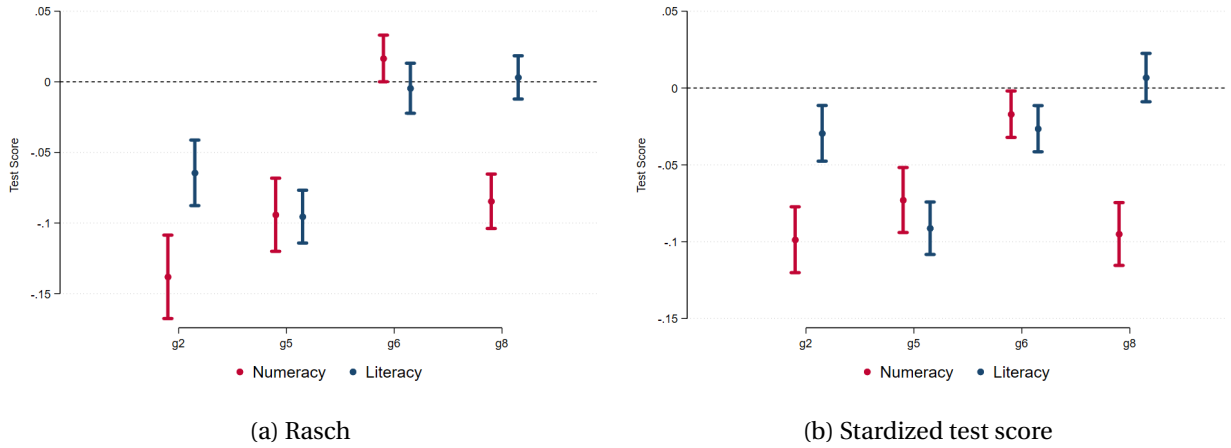 .05
0
-.05
-.1
-.15
Test Score
g2 g5 g6 g8
Numeracy Literacy
(a) Rasch
.05
0
-.05
-.1
-.15
Test Score
g2 g5 g6 g8
Numeracy Literacy
(b) Stardized test score